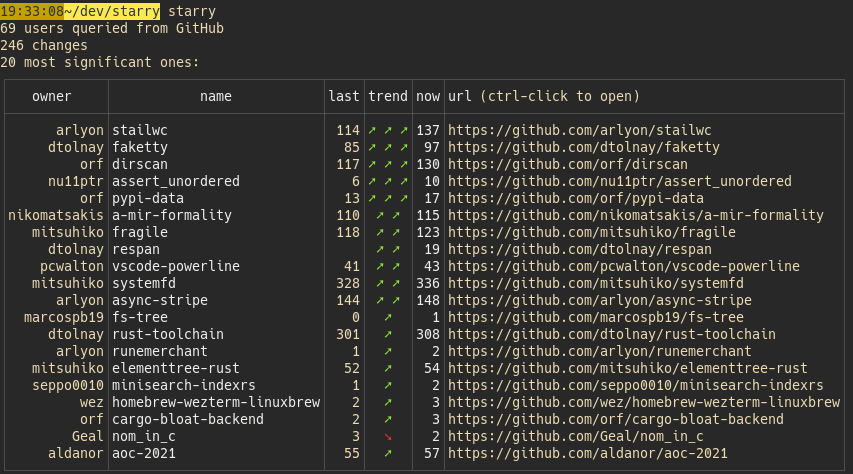 19:33:08~/dev/starry starry
69 users queried from GitHub
246 changes
20 most significant ones:
owner name last trend now url (ctrl-click to open)
arlyon stailwc 114 ➚ ➚ ➚ 137 https://github.com/arlyon/stailwc
dtolnay faketty 85 ➚ ➚ ➚ 97 https://github.com/dtolnay/faketty
orf dirscan 117 ➚ ➚ ➚ 130 https://github.com/orf/dirscan
nu11ptr assert_unordered 6 ➚ ➚ ➚ 10 https://github.com/nu11ptr/assert_unordered
orf pypi-data 13 ➚ ➚ ➚ 17 https://github.com/orf/pypi-data
nikomatsakis a-mir-formality 110 ➚ ➚ 115 https://github.com/nikomatsakis/a-mir-formality
mitsuhiko fragile 118 ➚ ➚ 123 https://github.com/mitsuhiko/fragile
dtolnay respan ➚ ➚ 19 https://github.com/dtolnay/respan
pcwalton vscode-powerline 41 ➚ ➚ 43 https://github.com/pcwalton/vscode-powerline
mitsuhiko systemfd 328 ➚ ➚ 336 https://github.com/mitsuhiko/systemfd
arlyon async-stripe 144 ➚ ➚ 148 https://github.com/arlyon/async-stripe
marcospb19 fs-tree 0 ➚ 1 https://github.com/marcospb19/fs-tree
dtolnay rust-toolchain 301 ➚ 308 https://github.com/dtolnay/rust-toolchain
arlyon runemerchant 1 ➚ 2 https://github.com/arlyon/runemerchant
mitsuhiko elementtree-rust 52 ➚ 54 https://github.com/mitsuhiko/elementtree-rust
seppo0010 minisearch-indexrs 1 ➚ 2 https://github.com/seppo0010/minisearch-indexrs
wez homebrew-wezterm-linuxbrew 2 ➚ 3 https://github.com/wez/homebrew-wezterm-linuxbrew
orf cargo-bloat-backend 2 ➚ 3 https://github.com/orf/cargo-bloat-backend
Geal nom_in_c 3 ➘ 2 https://github.com/Geal/nom_in_c
aldanor aoc-2021 55 ➚ 57 https://github.com/aldanor/aoc-2021